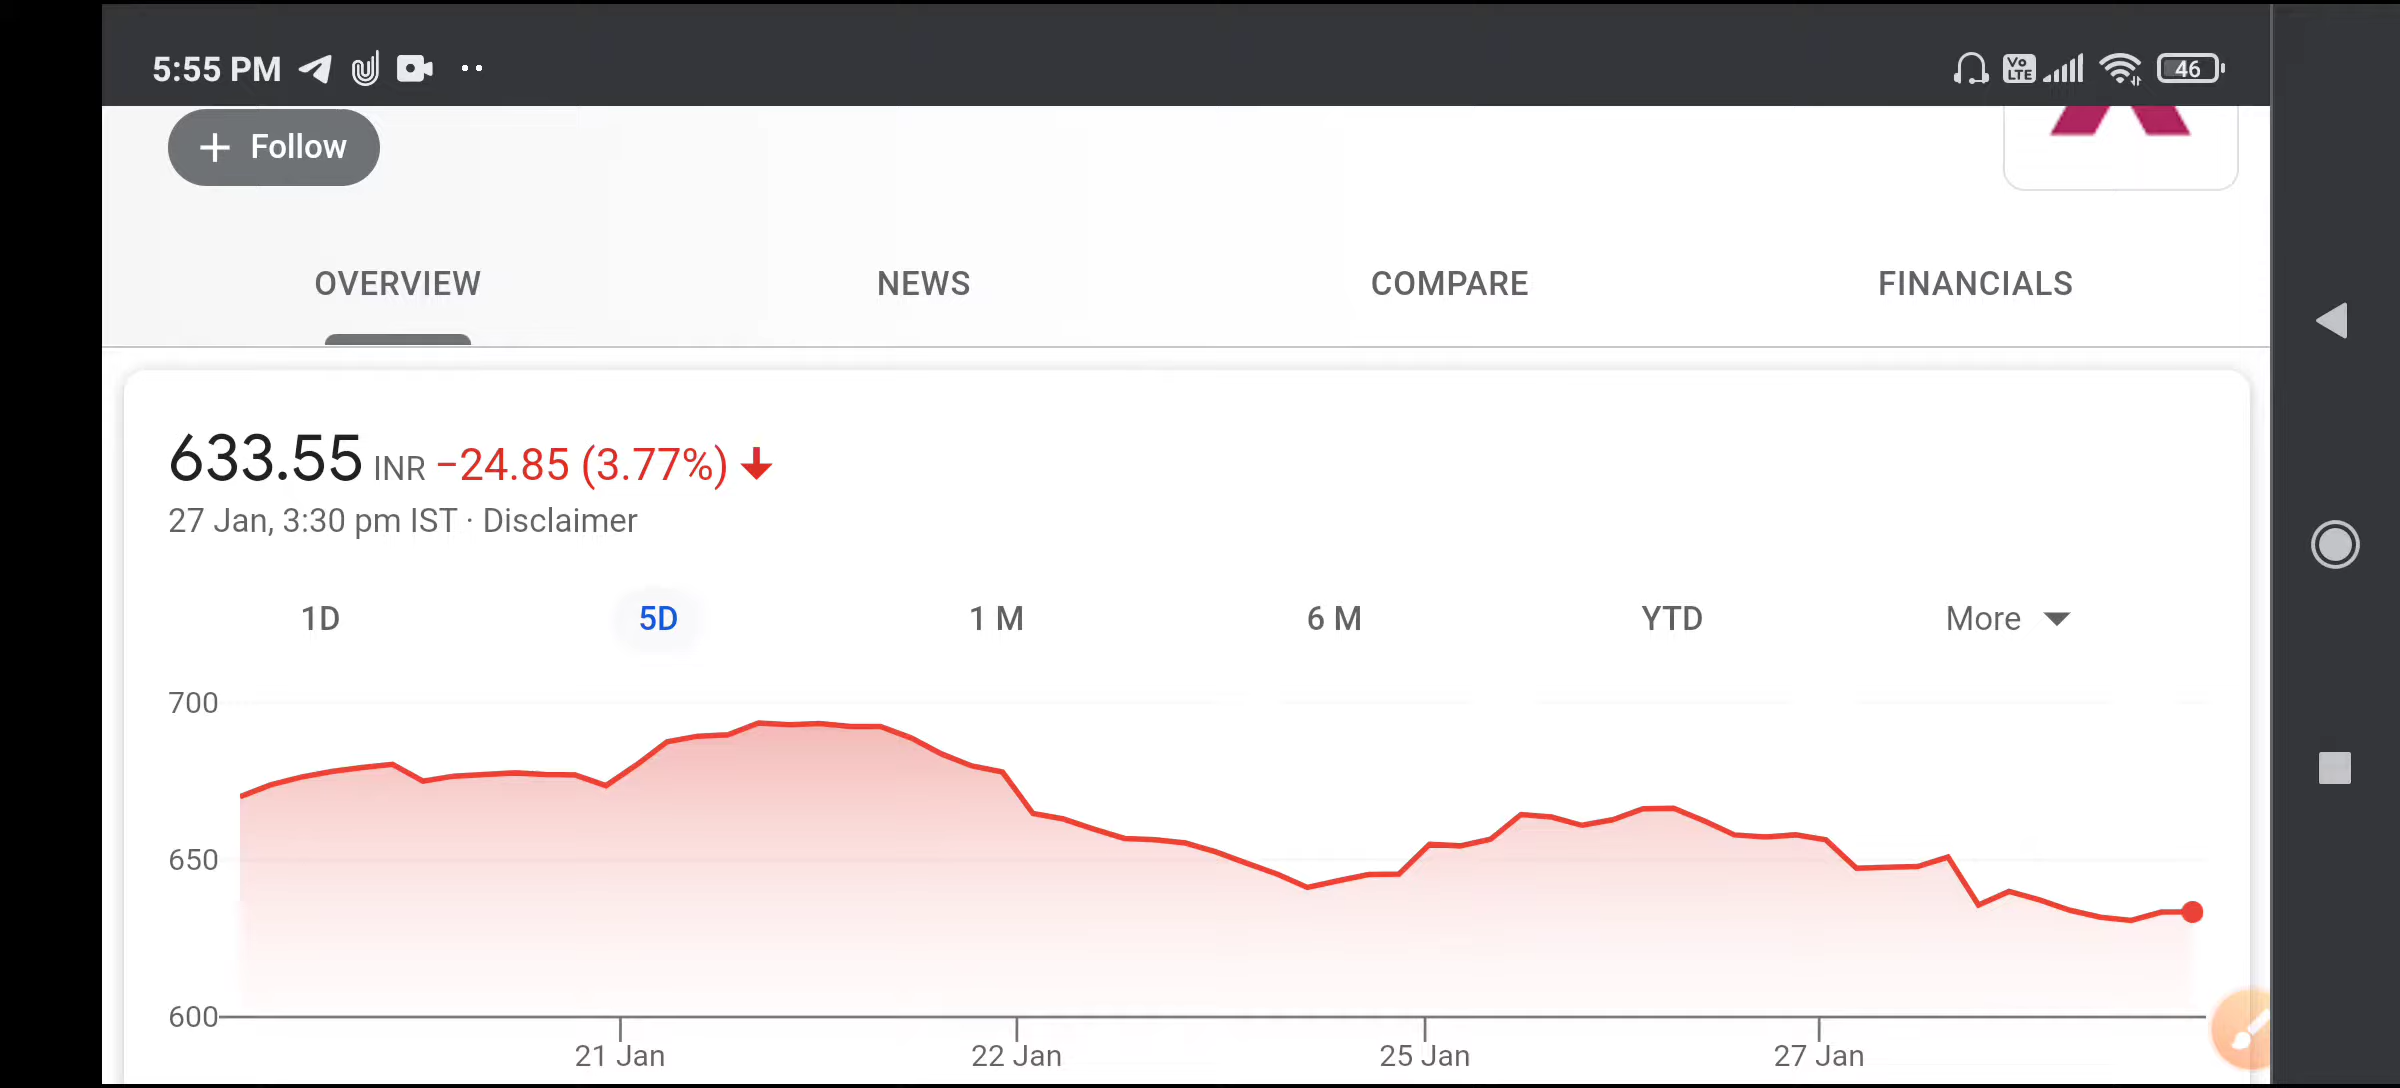 5:55 PM
Vo LTE
46
+ Follow
OVERVIEW NEWS COMPARE FINANCIALS
633.55 INR −24.85 (3.77%)
27 Jan, 3:30 pm IST · Disclaimer
1D 5D 1 M 6 M YTD More
700
650
600
21 Jan 22 Jan 25 Jan 27 Jan